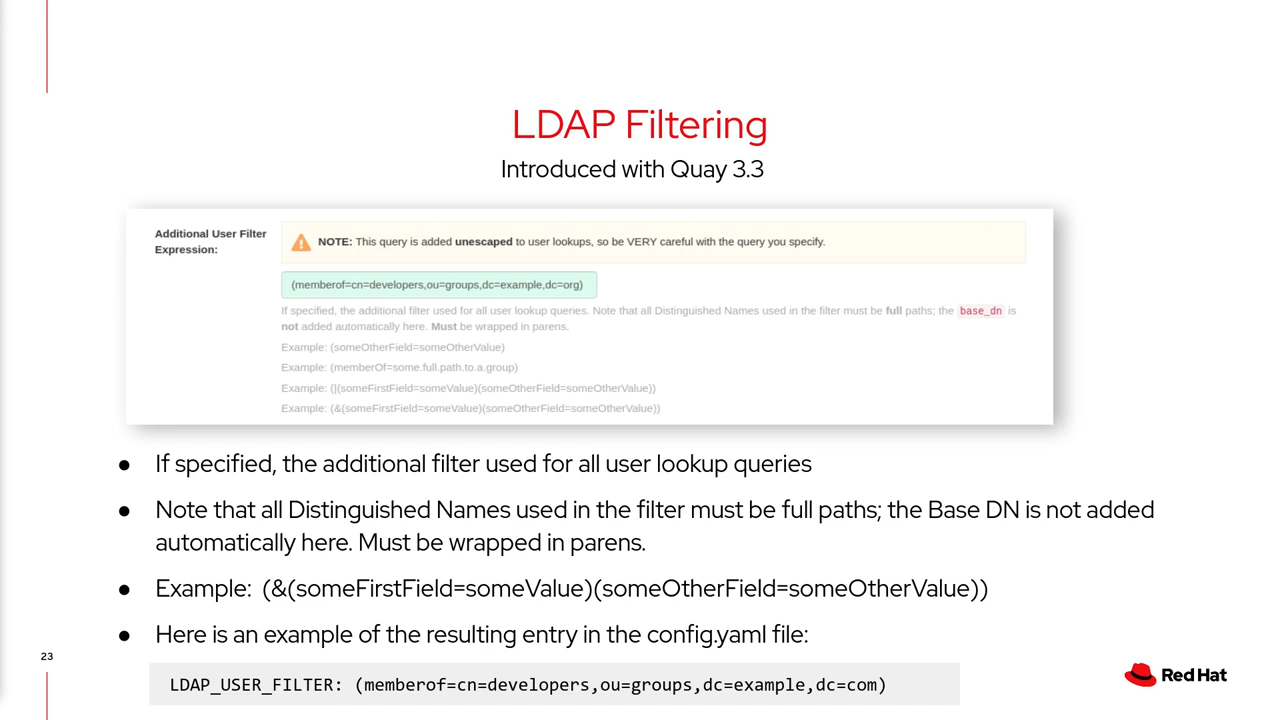 LDAP Filtering
Introduced with Quay 3.3
Additional User Filter
Expression:
NOTE: This query is added unescaped to user lookups, so be VERY careful with the query you specify.
(memberof=cn=developers,ou=groups,dc=example,dc=org)
If specified, the additional filter used for all user lookup queries. Note that all Distinguished Names used in the filter must be full paths; the base_dn is
not added automatically here. Must be wrapped in parens.
Example: (someOtherField=someOtherValue)
Example: (memberOf=some.full.path.to.a.group)
Example: (|(someFirstField=someValue)(someOtherField=someOtherValue))
Example: (&(someFirstField=someValue)(someOtherField=someOtherValue))
● If specified, the additional filter used for all user lookup queries
● Note that all Distinguished Names used in the filter must be full paths; the Base DN is not added
automatically here. Must be wrapped in parens.
● Example: (&(someFirstField=someValue)(someOtherField=someOtherValue))
● Here is an example of the resulting entry in the config.yaml file:
LDAP_USER_FILTER: (memberof=cn=developers,ou=groups,dc=example,dc=com)
23
Red Hat